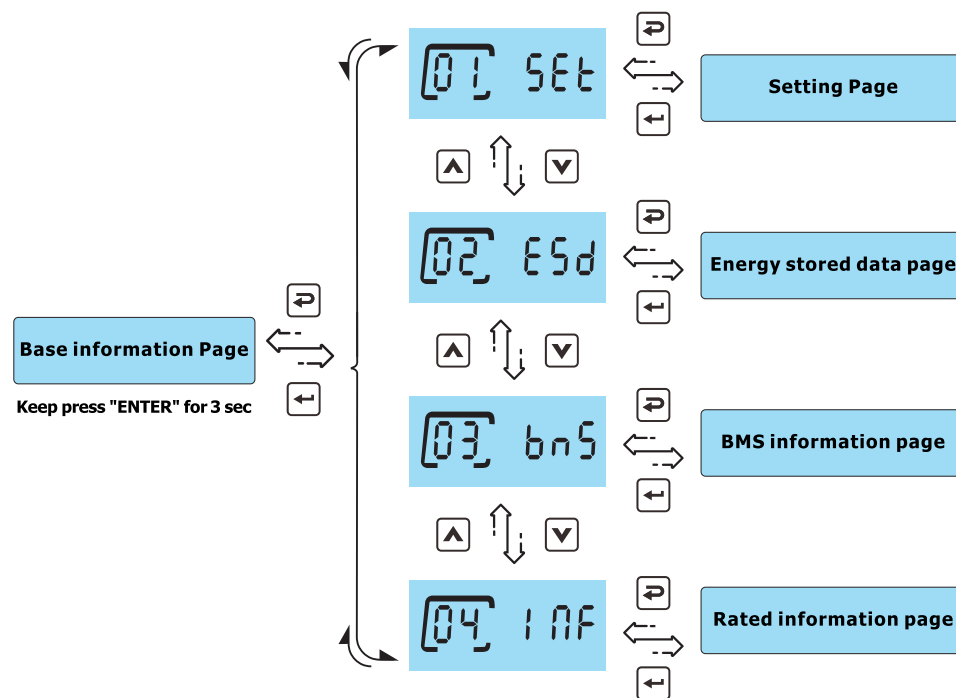 01 SEt
Setting Page
02 ESd
Energy stored data page
Base information Page
Keep press "ENTER" for 3 sec
03 bnS
BMS information page
04 INF
Rated information page